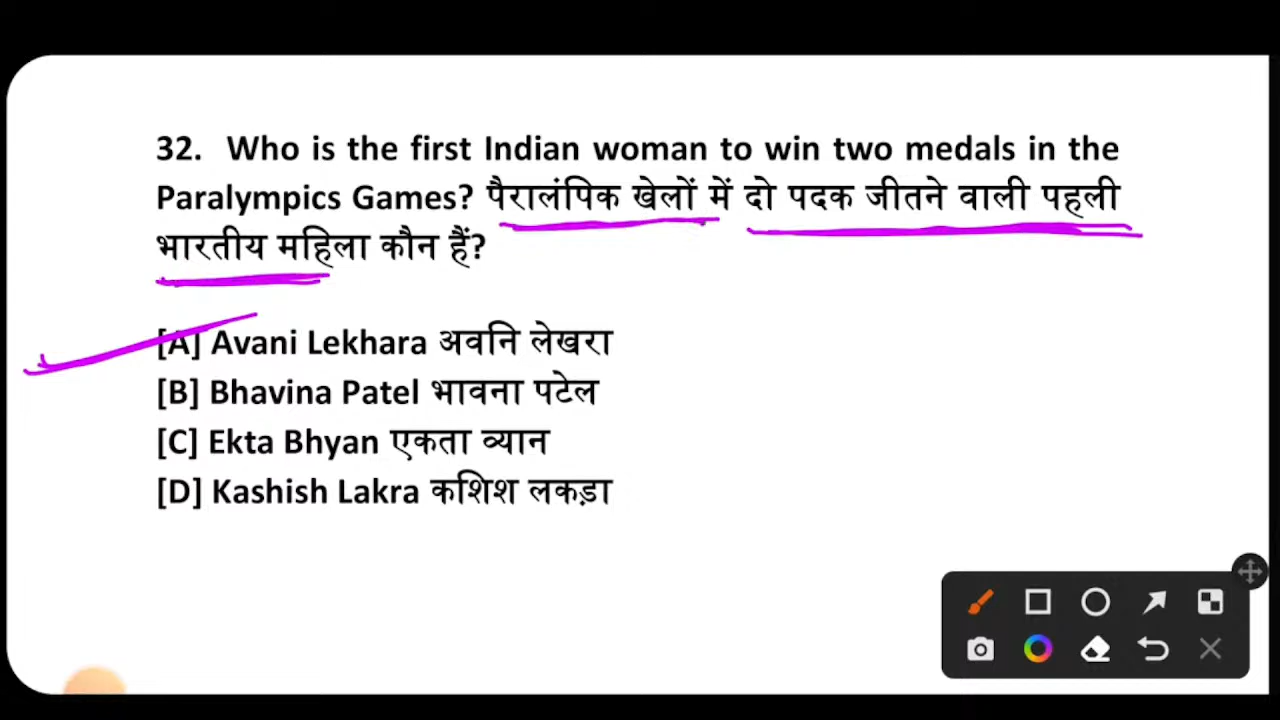 32. Who is the first Indian woman to win two medals in the
Paralympics Games? पैरालंपिक खेलों में दो पदक जीतने वाली पहली
भारतीय महिला कौन हैं?
[A] Avani Lekhara अवनि लेखरा
[B] Bhavina Patel भावना पटेल
[C] Ekta Bhyan एकता व्यान
[D] Kashish Lakra कशिश लकड़ा